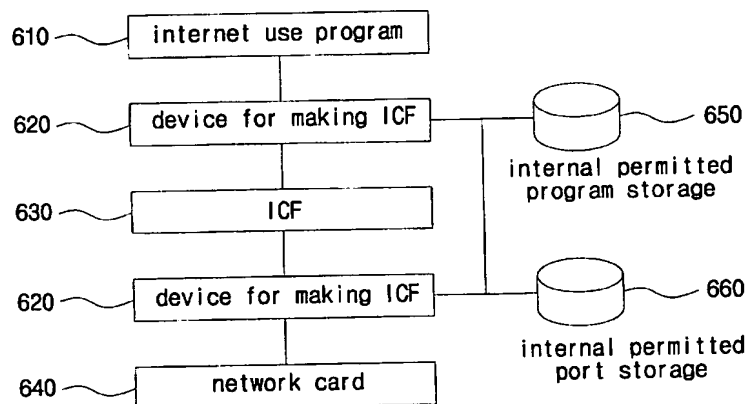 610
internet use program
620
device for making ICF
650
internal permitted
program storage
630
ICF
620
device for making ICF
660
internal permitted
port storage
640
network card